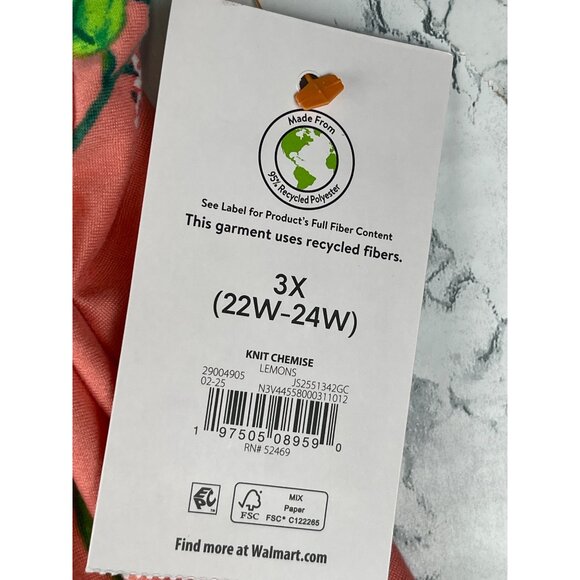 Made From
95% Recycled Polyester
See Label for Product's Full Fiber Content
This garment uses recycled fibers.
3X
(22W-24W)
KNIT CHEMISE
LEMONS
29004905 JS2551342GC
02-25 N3V44558000311012
1 97505 08959 0
RN# 52469
EPC™
FSC
MIX
Paper
FSC® C122265
Find more at Walmart.com